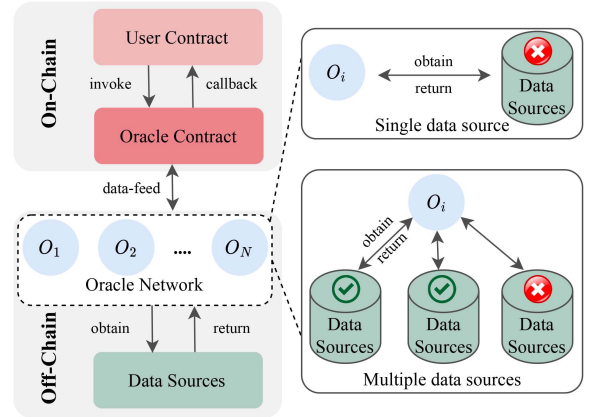 On-Chain
User Contract
invoke
callback
Oracle Contract
data-feed
O1
O2
....
ON
Oracle Network
Off-Chain
obtain
return
Data Sources
Oi
obtain
return
Data
Sources
Single data source
Oi
obtain
return
Data
Sources
Data
Sources
Data
Sources
Multiple data sources